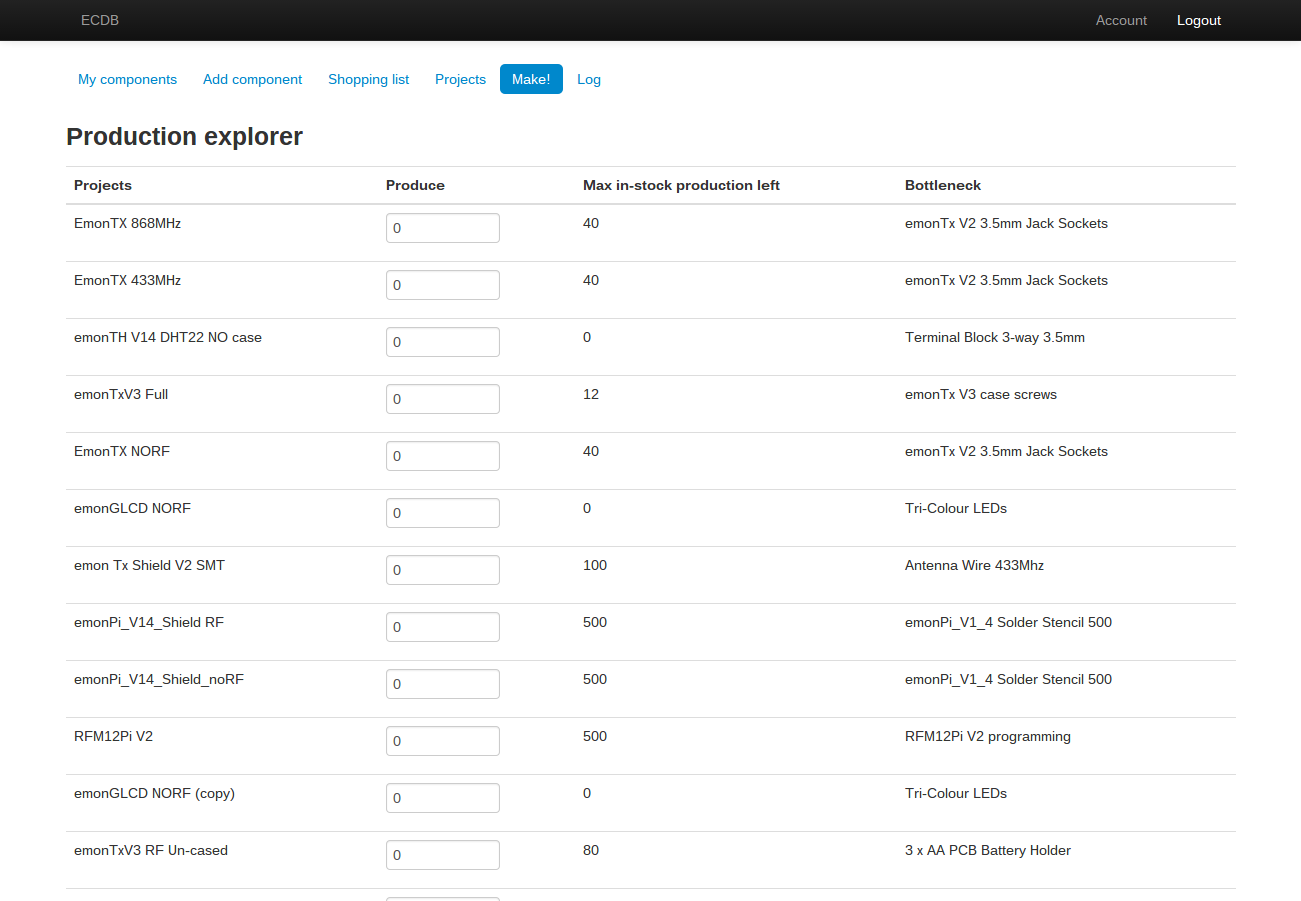 ECDB Account Logout
My components Add component Shopping list Projects Make! Log
Production explorer
Projects Produce Max in-stock production left Bottleneck
EmonTX 868MHz 0 40 emonTx V2 3.5mm Jack Sockets
EmonTX 433MHz 0 40 emonTx V2 3.5mm Jack Sockets
emonTH V14 DHT22 NO case 0 0 Terminal Block 3-way 3.5mm
emonTxV3 Full 0 12 emonTx V3 case screws
EmonTX NORF 0 40 emonTx V2 3.5mm Jack Sockets
emonGLCD NORF 0 0 Tri-Colour LEDs
emon Tx Shield V2 SMT 0 100 Antenna Wire 433Mhz
emonPi_V14_Shield RF 0 500 emonPi_V1_4 Solder Stencil 500
emonPi_V14_Shield_noRF 0 500 emonPi_V1_4 Solder Stencil 500
RFM12Pi V2 0 500 RFM12Pi V2 programming
emonGLCD NORF (copy) 0 0 Tri-Colour LEDs
emonTxV3 RF Un-cased 0 80 3 x AA PCB Battery Holder